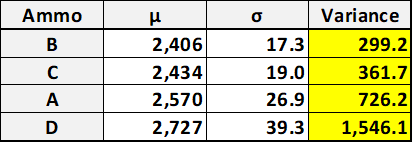 Ammo μ σ Variance
B 2,406 17.3 299.2
C 2,434 19.0 361.7
A 2,570 26.9 726.2
D 2,727 39.3 1,546.1